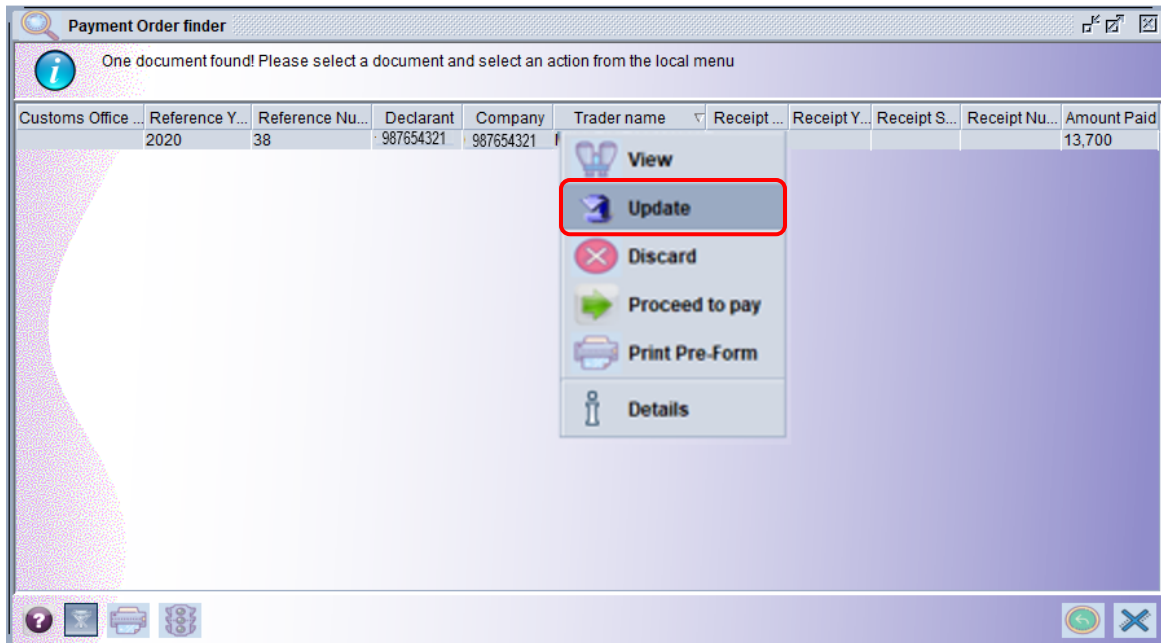 Payment Order finder
One document found! Please select a document and select an action from the local menu
Customs Office ... Reference Y... Reference Nu... Declarant Company Trader name Receipt ... Receipt Y... Receipt S... Receipt Nu... Amount Paid
2020 38 987654321 987654321 13,700
View
Update
Discard
Proceed to pay
Print Pre-Form
Details